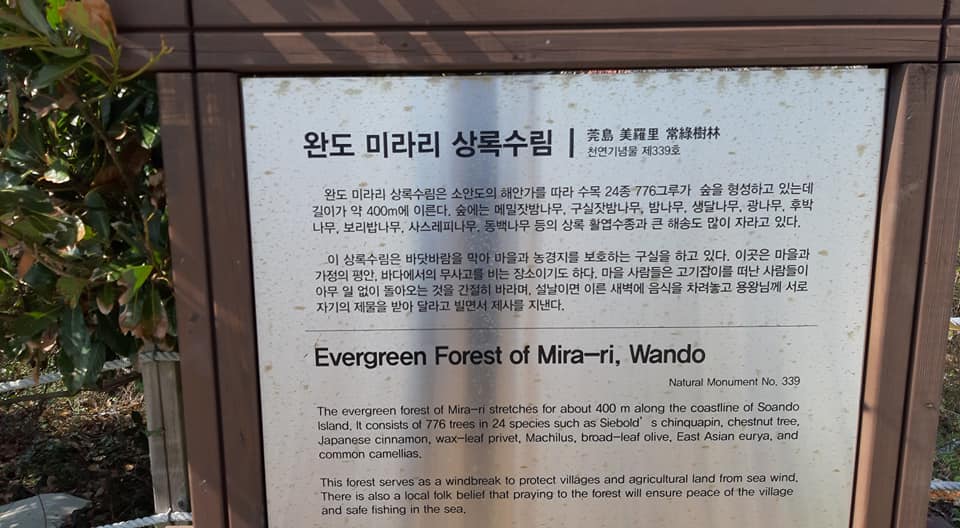 완도 미라리 상록수림 | 莞島 美羅里 常綠樹林
천연기념물 제339호
완도 미라리 상록수림은 소안도의 해안가를 따라 수목 24종 776그루가 숲을 형성하고 있는데
길이가 약 400m에 이른다. 숲에는 메밀잣밤나무, 구실잣밤나무, 밤나무, 생달나무, 광나무, 후박
나무, 보리밥나무, 사스레피나무, 동백나무 등의 상록 활엽수종과 큰 해송도 많이 자라고 있다.
이 상록수림은 바닷바람을 막아 마을과 농경지를 보호하는 구실을 하고 있다. 이곳은 마을과
가정의 평안, 바다에서의 무사고를 비는 장소이기도 하다. 마을 사람들은 고기잡이를 떠난 사람들이
아무 일 없이 돌아오는 것을 간절히 바라며, 설날이면 이른 새벽에 음식을 차려놓고 용왕님께 서로
자기의 제물을 받아 달라고 빌면서 제사를 지낸다.
Evergreen Forest of Mira-ri, Wando
Natural Monument No. 339
The evergreen forest of Mira-ri stretches for about 400 m along the coastline of Soando
Island. It consists of 776 trees in 24 species such as Siebold's chinquapin, chestnut tree,
Japanese cinnamon, wax-leaf privet, Machilus, broad-leaf olive, East Asian eurya, and
common camellias.
This forest serves as a windbreak to protect villages and agricultural land from sea wind.
There is also a local folk belief that praying to the forest will ensure peace of the village
and safe fishing in the sea.